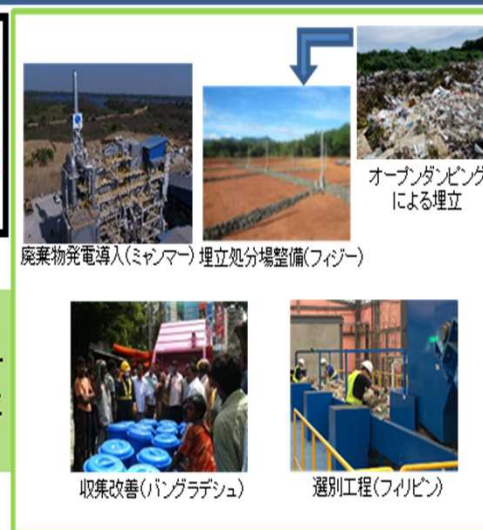 オープンダンピング
による埋立
廃棄物発電導入(ミャンマー) 埋立処分場整備(フィジー)
収集改善(バングラデシュ)
選別工程(フィリピン)